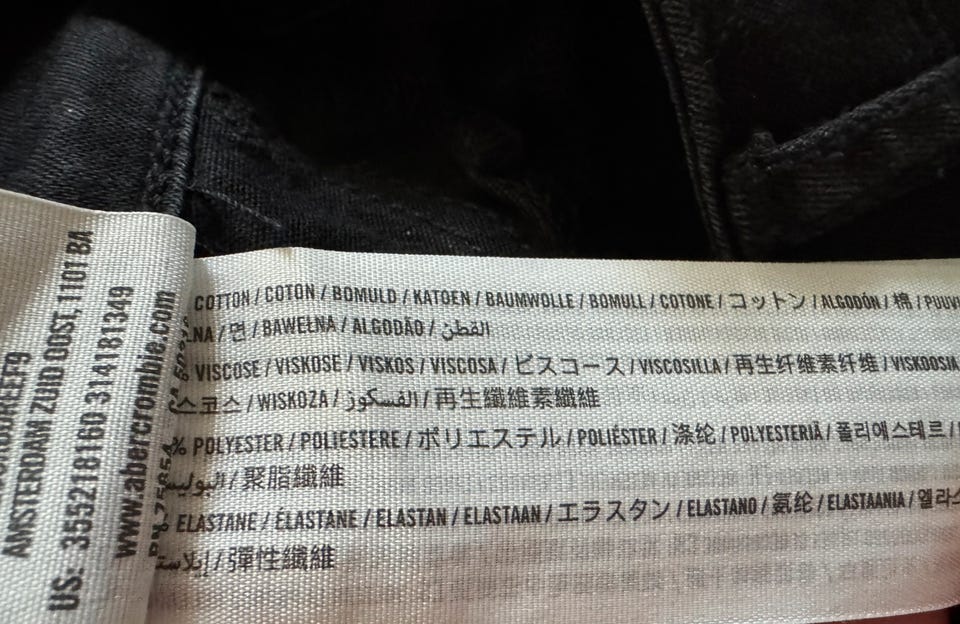 COTTON / COTON / BOMULD / KATOEN / BAUMWOLLE / BOMULL / COTONE / コットン / ALGODÓN / 棉 /
/ 면 / BAWEŁNA / ALGODÃO / القطن
VISCOSE / VISKOSE / VISKOS / VISCOSA / ビスコース / VISCOSILLA / 再生纤维素纤维 / VISKOOSIA
스코스 / WISKOZA / الفسكوز / 再生纖維素纖維
% POLYESTER / POLIESTERE / ポリエステル / POLIÉSTER / 涤纶 / POLYESTERIÄ / 폴리에스테르 /
/ 聚脂纖維
ELASTANE / ÉLASTANE / ELASTAN / ELASTAAN / エラスタン / ELASTANO / 氨纶 / ELASTAANIA /
/ 彈性纖維
AMSTERDAM ZUID OOST, 1101 BA
US: 355218160 314181349
www.abercrombie.com